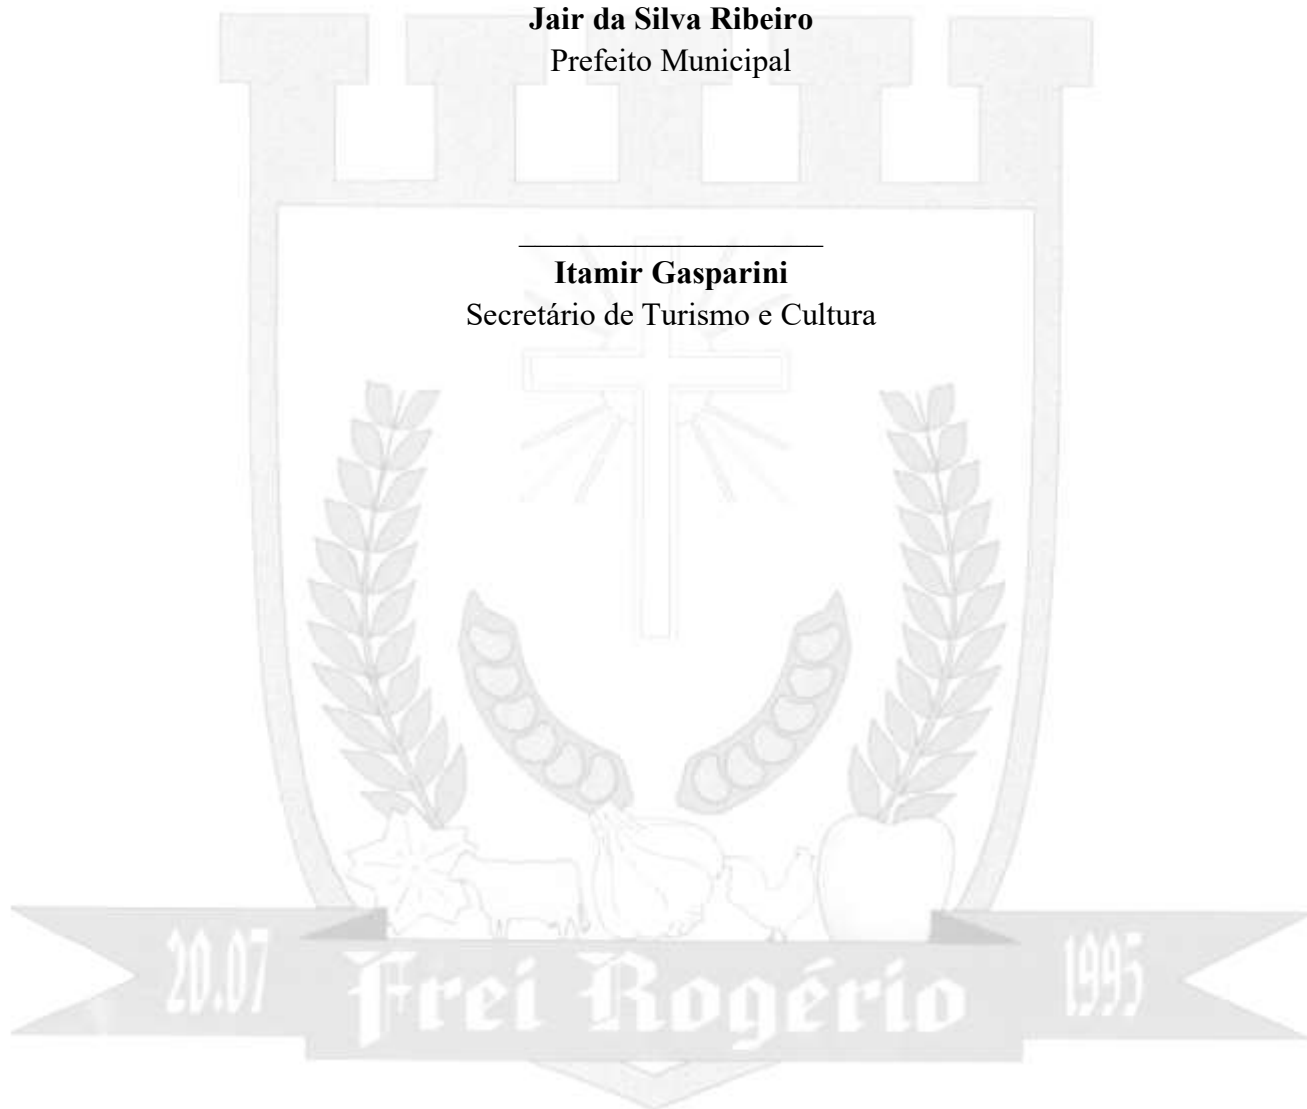 Jair da Silva Ribeiro
Prefeito Municipal
Itamir Gasparini
Secretário de Turismo e Cultura
20.07
Frei Rogério
1995